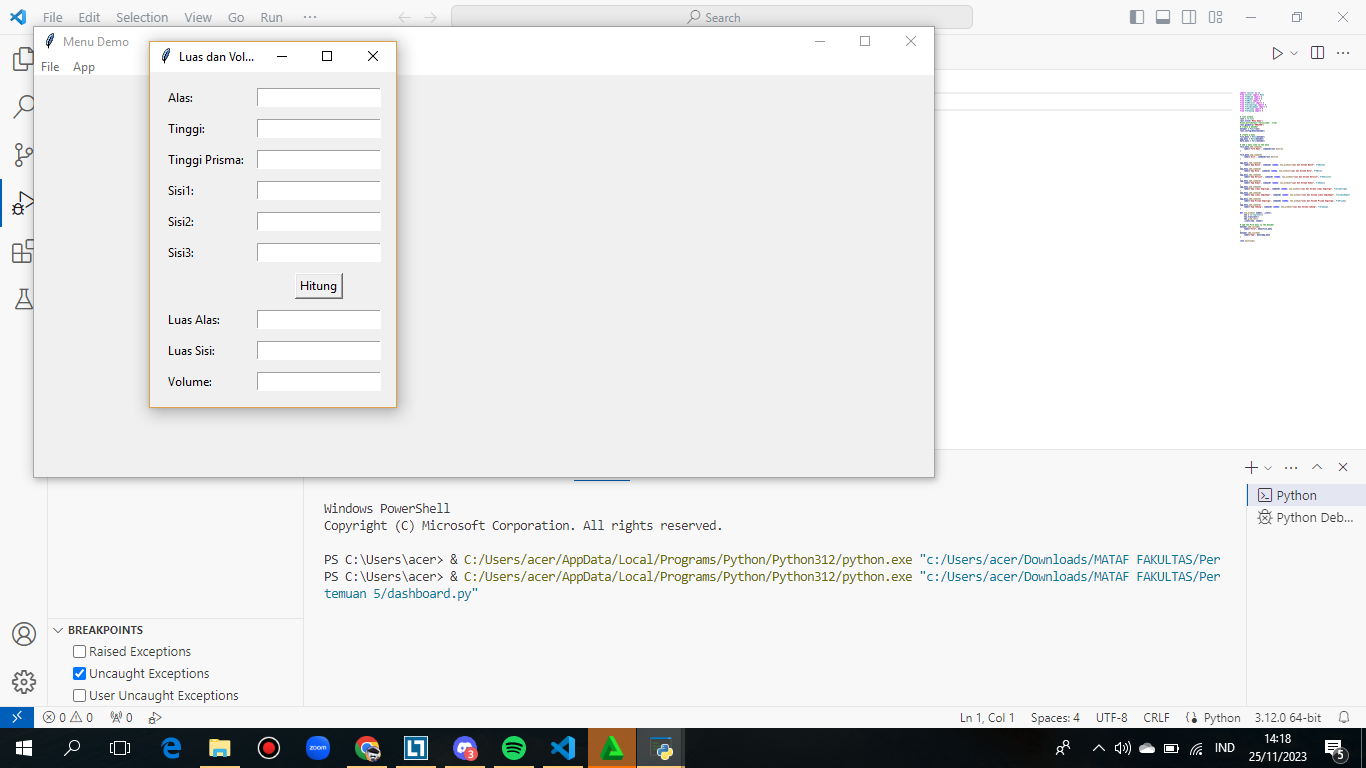 File Edit Selection View Go Run ···
Search
Menu Demo
File App
Luas dan Vol...
Alas:
Tinggi:
Tinggi Prisma:
Sisi1:
Sisi2:
Sisi3:
Hitung
Luas Alas:
Luas Sisi:
Volume:
Windows PowerShell
Copyright (C) Microsoft Corporation. All rights reserved.
PS C:\Users\acer> & C:/Users/acer/AppData/Local/Programs/Python/Python312/python.exe "c:/Users/acer/Downloads/MATAF FAKULTAS/Per
PS C:\Users\acer> & C:/Users/acer/AppData/Local/Programs/Python/Python312/python.exe "c:/Users/acer/Downloads/MATAF FAKULTAS/Per
temuan 5/dashboard.py"
Python
Python Deb...
BREAKPOINTS
Raised Exceptions
Uncaught Exceptions
User Uncaught Exceptions
0 0 0
Ln 1, Col 1 Spaces: 4 UTF-8 CRLF Python 3.12.0 64-bit
zoom
3
IND
14:18
25/11/2023
5